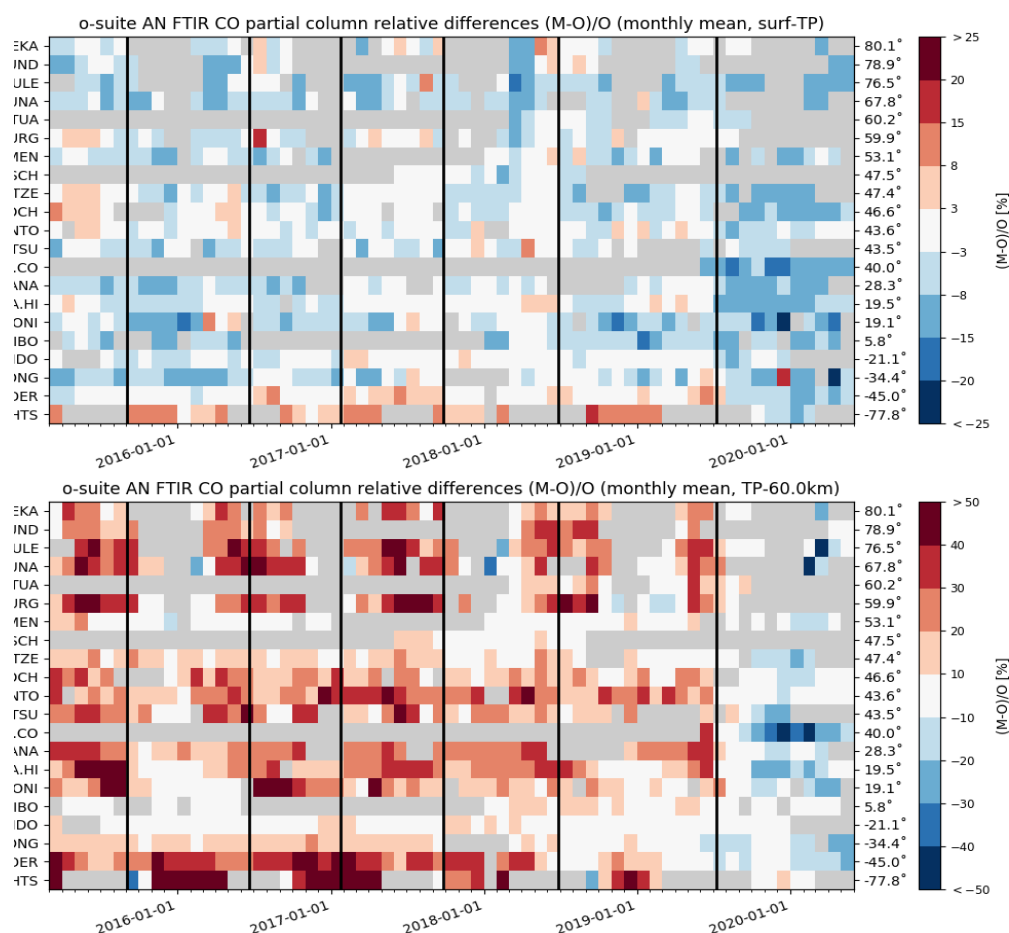 o-suite AN FTIR CO partial column relative differences (M-O)/O (monthly mean, surf-TP)
EKA 80.1°
UND 78.9°
ULE 76.5°
UNA 67.8°
TUA 60.2°
URG 59.9°
MEN 53.1°
SCH 47.5°
TZE 47.4°
OCH 46.6°
NTO 43.6°
TSU 43.5°
.CO 40.0°
ANA 28.3°
A.HI 19.5°
ONI 19.1°
IBO 5.8°
NDO -21.1°
ONG -34.4°
DER -45.0°
HTS -77.8°
2016-01-01 2017-01-01 2018-01-01 2019-01-01 2020-01-01
> 25
20
15
8
3
−3
−8
−15
−20
< −25
(M-O)/O [%]
o-suite AN FTIR CO partial column relative differences (M-O)/O (monthly mean, TP-60.0km)
EKA 80.1°
UND 78.9°
ULE 76.5°
UNA 67.8°
TUA 60.2°
URG 59.9°
MEN 53.1°
SCH 47.5°
TZE 47.4°
OCH 46.6°
NTO 43.6°
TSU 43.5°
.CO 40.0°
ANA 28.3°
A.HI 19.5°
ONI 19.1°
IBO 5.8°
NDO -21.1°
ONG -34.4°
DER -45.0°
HTS -77.8°
2016-01-01 2017-01-01 2018-01-01 2019-01-01 2020-01-01
> 50
40
30
20
10
−10
−20
−30
−40
< −50
(M-O)/O [%]